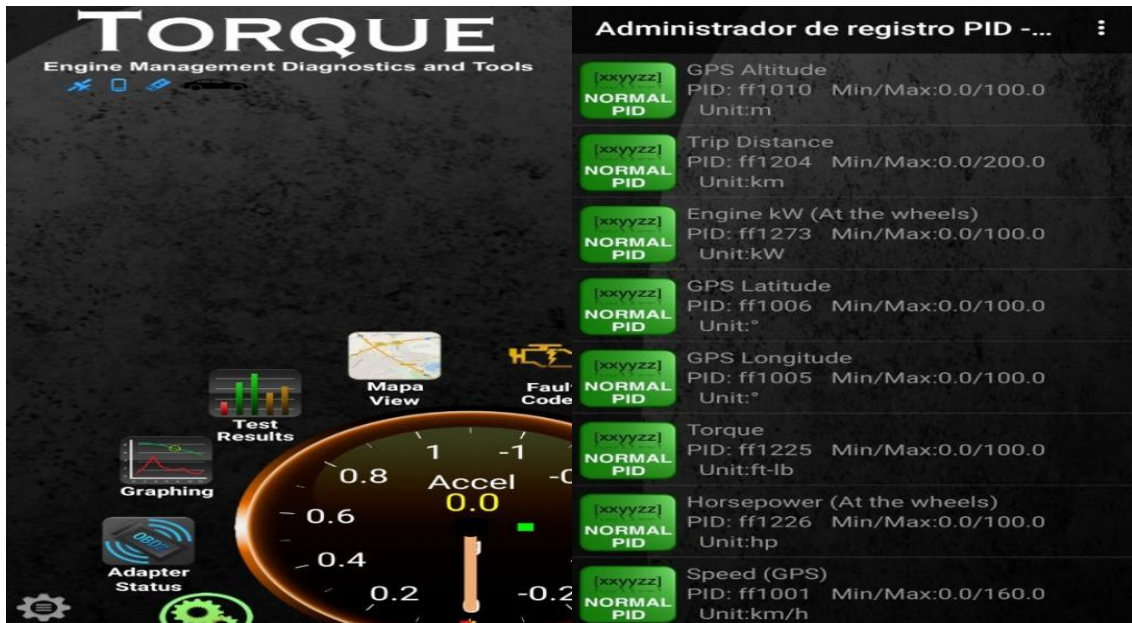 TORQUE
Engine Management Diagnostics and Tools
Mapa
View
Faul
Code
Test
Results
Graphing
OBDII
Adapter
Status
1
-1
0.8
Accel
-0
0.0
0.6
0.4
0.2
-0.2
Administrador de registro PID -...
[xxyyzz]
NORMAL
PID
GPS Altitude
PID: ff1010 Min/Max:0.0/100.0
Unit:m
[xxyyzz]
NORMAL
PID
Trip Distance
PID: ff1204 Min/Max:0.0/200.0
Unit:km
[xxyyzz]
NORMAL
PID
Engine kW (At the wheels)
PID: ff1273 Min/Max:0.0/100.0
Unit:kW
[xxyyzz]
NORMAL
PID
GPS Latitude
PID: ff1006 Min/Max:0.0/100.0
Unit:°
[xxyyzz]
NORMAL
PID
GPS Longitude
PID: ff1005 Min/Max:0.0/100.0
Unit:°
[xxyyzz]
NORMAL
PID
Torque
PID: ff1225 Min/Max:0.0/100.0
Unit:ft-lb
[xxyyzz]
NORMAL
PID
Horsepower (At the wheels)
PID: ff1226 Min/Max:0.0/100.0
Unit:hp
[xxyyzz]
NORMAL
PID
Speed (GPS)
PID: ff1001 Min/Max:0.0/160.0
Unit:km/h